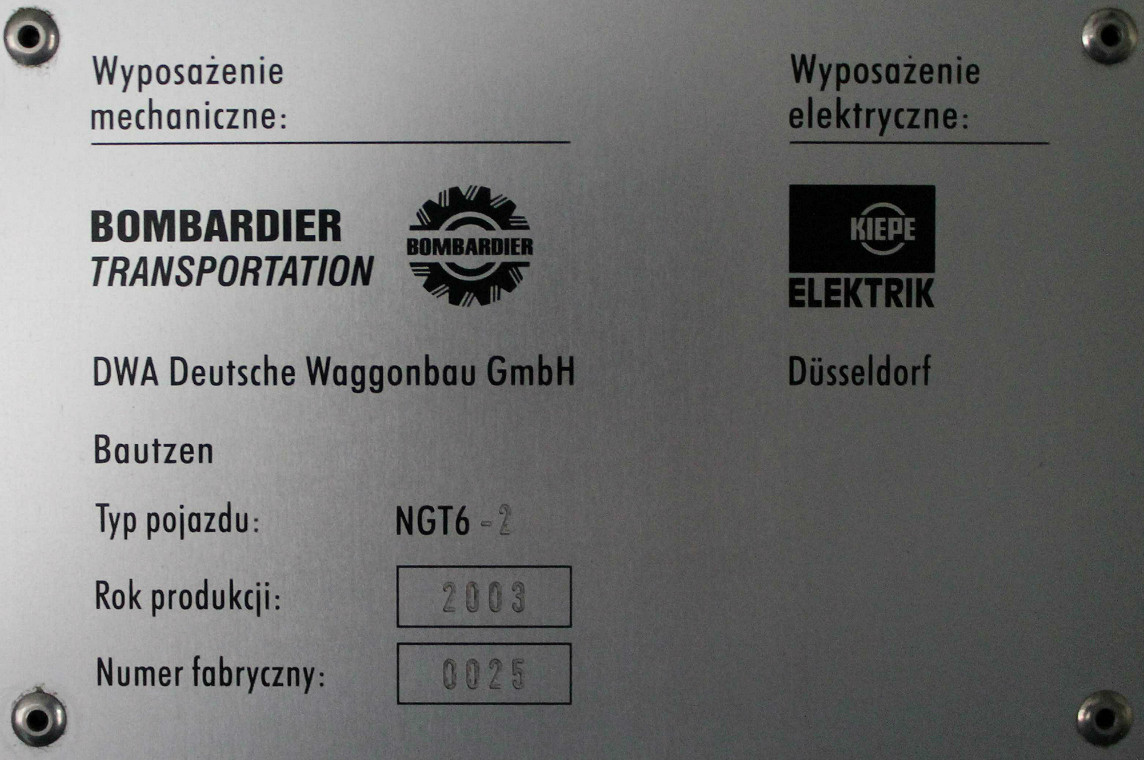 Wyposażenie
mechaniczne:
BOMBARDIER
TRANSPORTATION
BOMBARDIER
DWA Deutsche Waggonbau GmbH
Bautzen
Typ pojazdu: NGT6 -2
Rok produkcji: 2003
Numer fabryczny: 0025
Wyposażenie
elektryczne:
KIEPE
ELEKTRIK
Düsseldorf